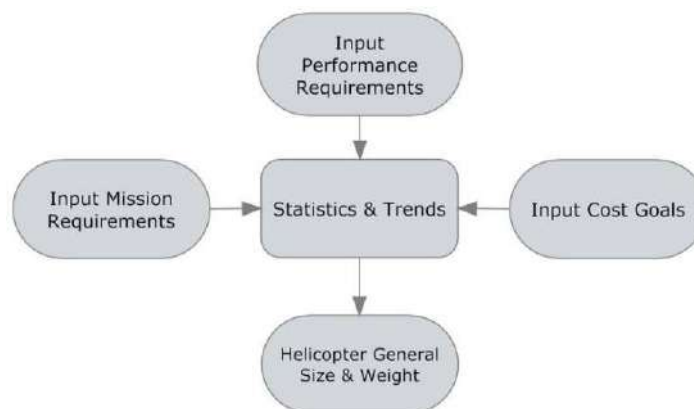 Input
Performance
Requirements
Input Mission
Requirements
Statistics & Trends
Input Cost Goals
Helicopter General
Size & Weight